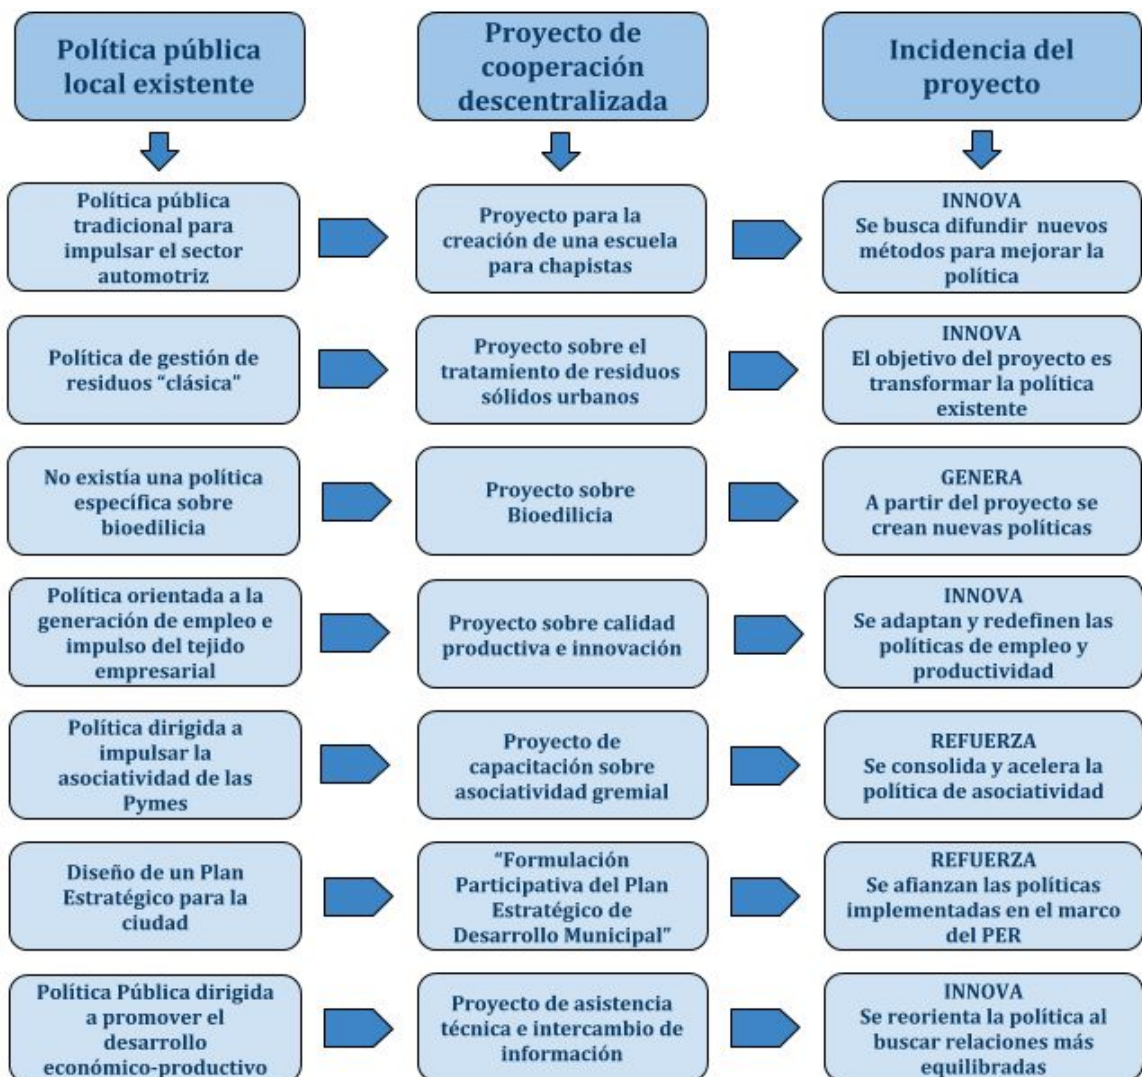 Política pública
local existente
Proyecto de
cooperación
descentralizada
Incidencia del
proyecto
Política pública
tradicional para
impulsar el sector
automotriz
Proyecto para la
creación de una escuela
para chapistas
INNOVA
Se busca difundir nuevos
métodos para mejorar la
política
Política de gestión de
residuos “clásica”
Proyecto sobre el
tratamiento de residuos
sólidos urbanos
INNOVA
El objetivo del proyecto es
transformar la política
existente
No existía una política
específica sobre
bioedilicia
Proyecto sobre
Bioedilicia
GENERA
A partir del proyecto se
crean nuevas políticas
Política orientada a la
generación de empleo e
impulso del tejido
empresarial
Proyecto sobre calidad
productiva e innovación
INNOVA
Se adaptan y redefinen las
políticas de empleo y
productividad
Política dirigida a
impulsar la
asociatividad de las
Pymes
Proyecto de
capacitación sobre
asociatividad gremial
REFUERZA
Se consolida y acelera la
política de asociatividad
Diseño de un Plan
Estratégico para la
ciudad
“Formulación
Participativa del Plan
Estratégico de
Desarrollo Municipal”
REFUERZA
Se afianzan las políticas
implementadas en el marco
del PER
Política Pública dirigida
a promover el
desarrollo
económico-productivo
Proyecto de asistencia
técnica e intercambio de
información
INNOVA
Se reorienta la política al
buscar relaciones más
equilibradas